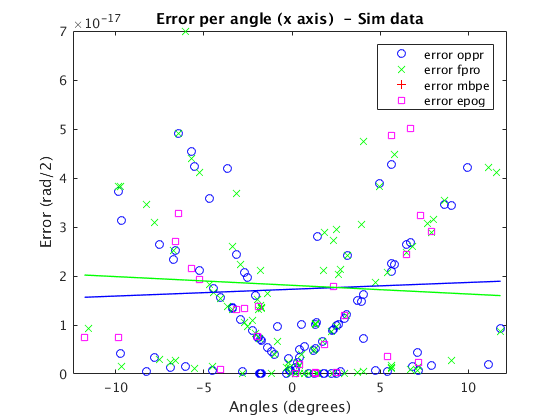 Error per angle (x axis) - Sim data
×10⁻¹⁷
7
6
5
4
3
2
1
0
Error (rad/2)
error oppr
error fpro
error mbpe
error epog
-10 -5 0 5 10
Angles (degrees)